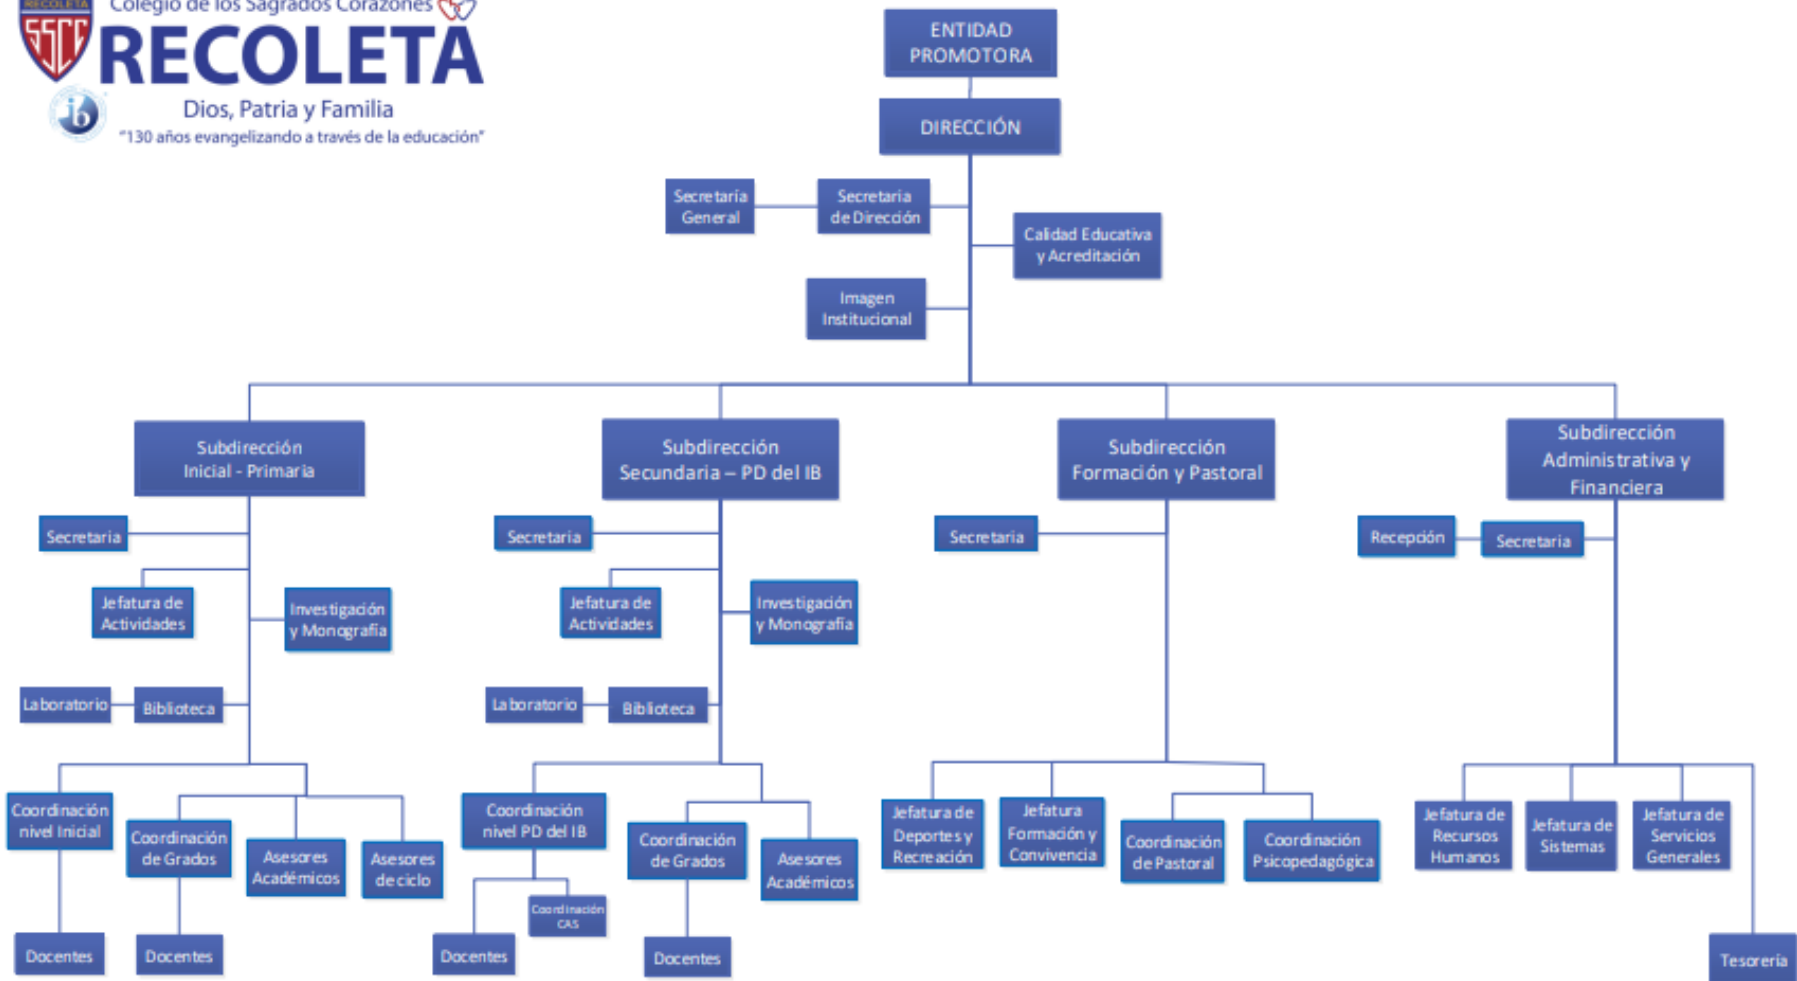 RECOLETA
SSCC
Colegio de los Sagrados Corazones
RECOLETA
ib
Dios, Patria y Familia
"130 años evangelizando a través de la educación"
ENTIDAD
PROMOTORA
DIRECCIÓN
Secretaría
General
Secretaria
de Dirección
Calidad Educativa
y Acreditación
Imagen
Institucional
Subdirección
Inicial - Primaria
Subdirección
Secundaria – PD del IB
Subdirección
Formación y Pastoral
Subdirección
Administrativa y
Financiera
Secretaria
Jefatura de
Actividades
Investigación
y Monografía
Laboratorio
Biblioteca
Secretaria
Jefatura de
Actividades
Investigación
y Monografía
Laboratorio
Biblioteca
Secretaria
Recepción
Secretaria
Coordinación
nivel Inicial
Coordinación
de Grados
Asesores
Académicos
Asesores
de ciclo
Docentes
Docentes
Coordinación
nivel PD del IB
Coordinación
de Grados
Asesores
Académicos
Coordinación
CAS
Docentes
Docentes
Jefatura de
Deportes y
Recreación
Jefatura
Formación y
Convivencia
Coordinación
de Pastoral
Coordinación
Psicopedagógica
Jefatura de
Recursos
Humanos
Jefatura de
Sistemas
Jefatura de
Servicios
Generales
Tesorería